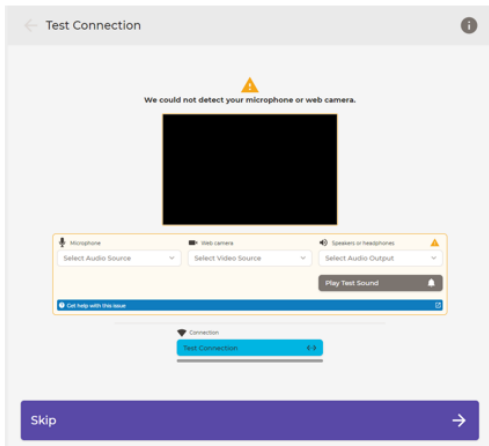 Test Connection
We could not detect your microphone or web camera.
Microphone
Web camera
Speakers or headphones
Select Audio Source
Select Video Source
Select Audio Output
Play Test Sound
Get help with this issue
Connection
Test Connection
Skip